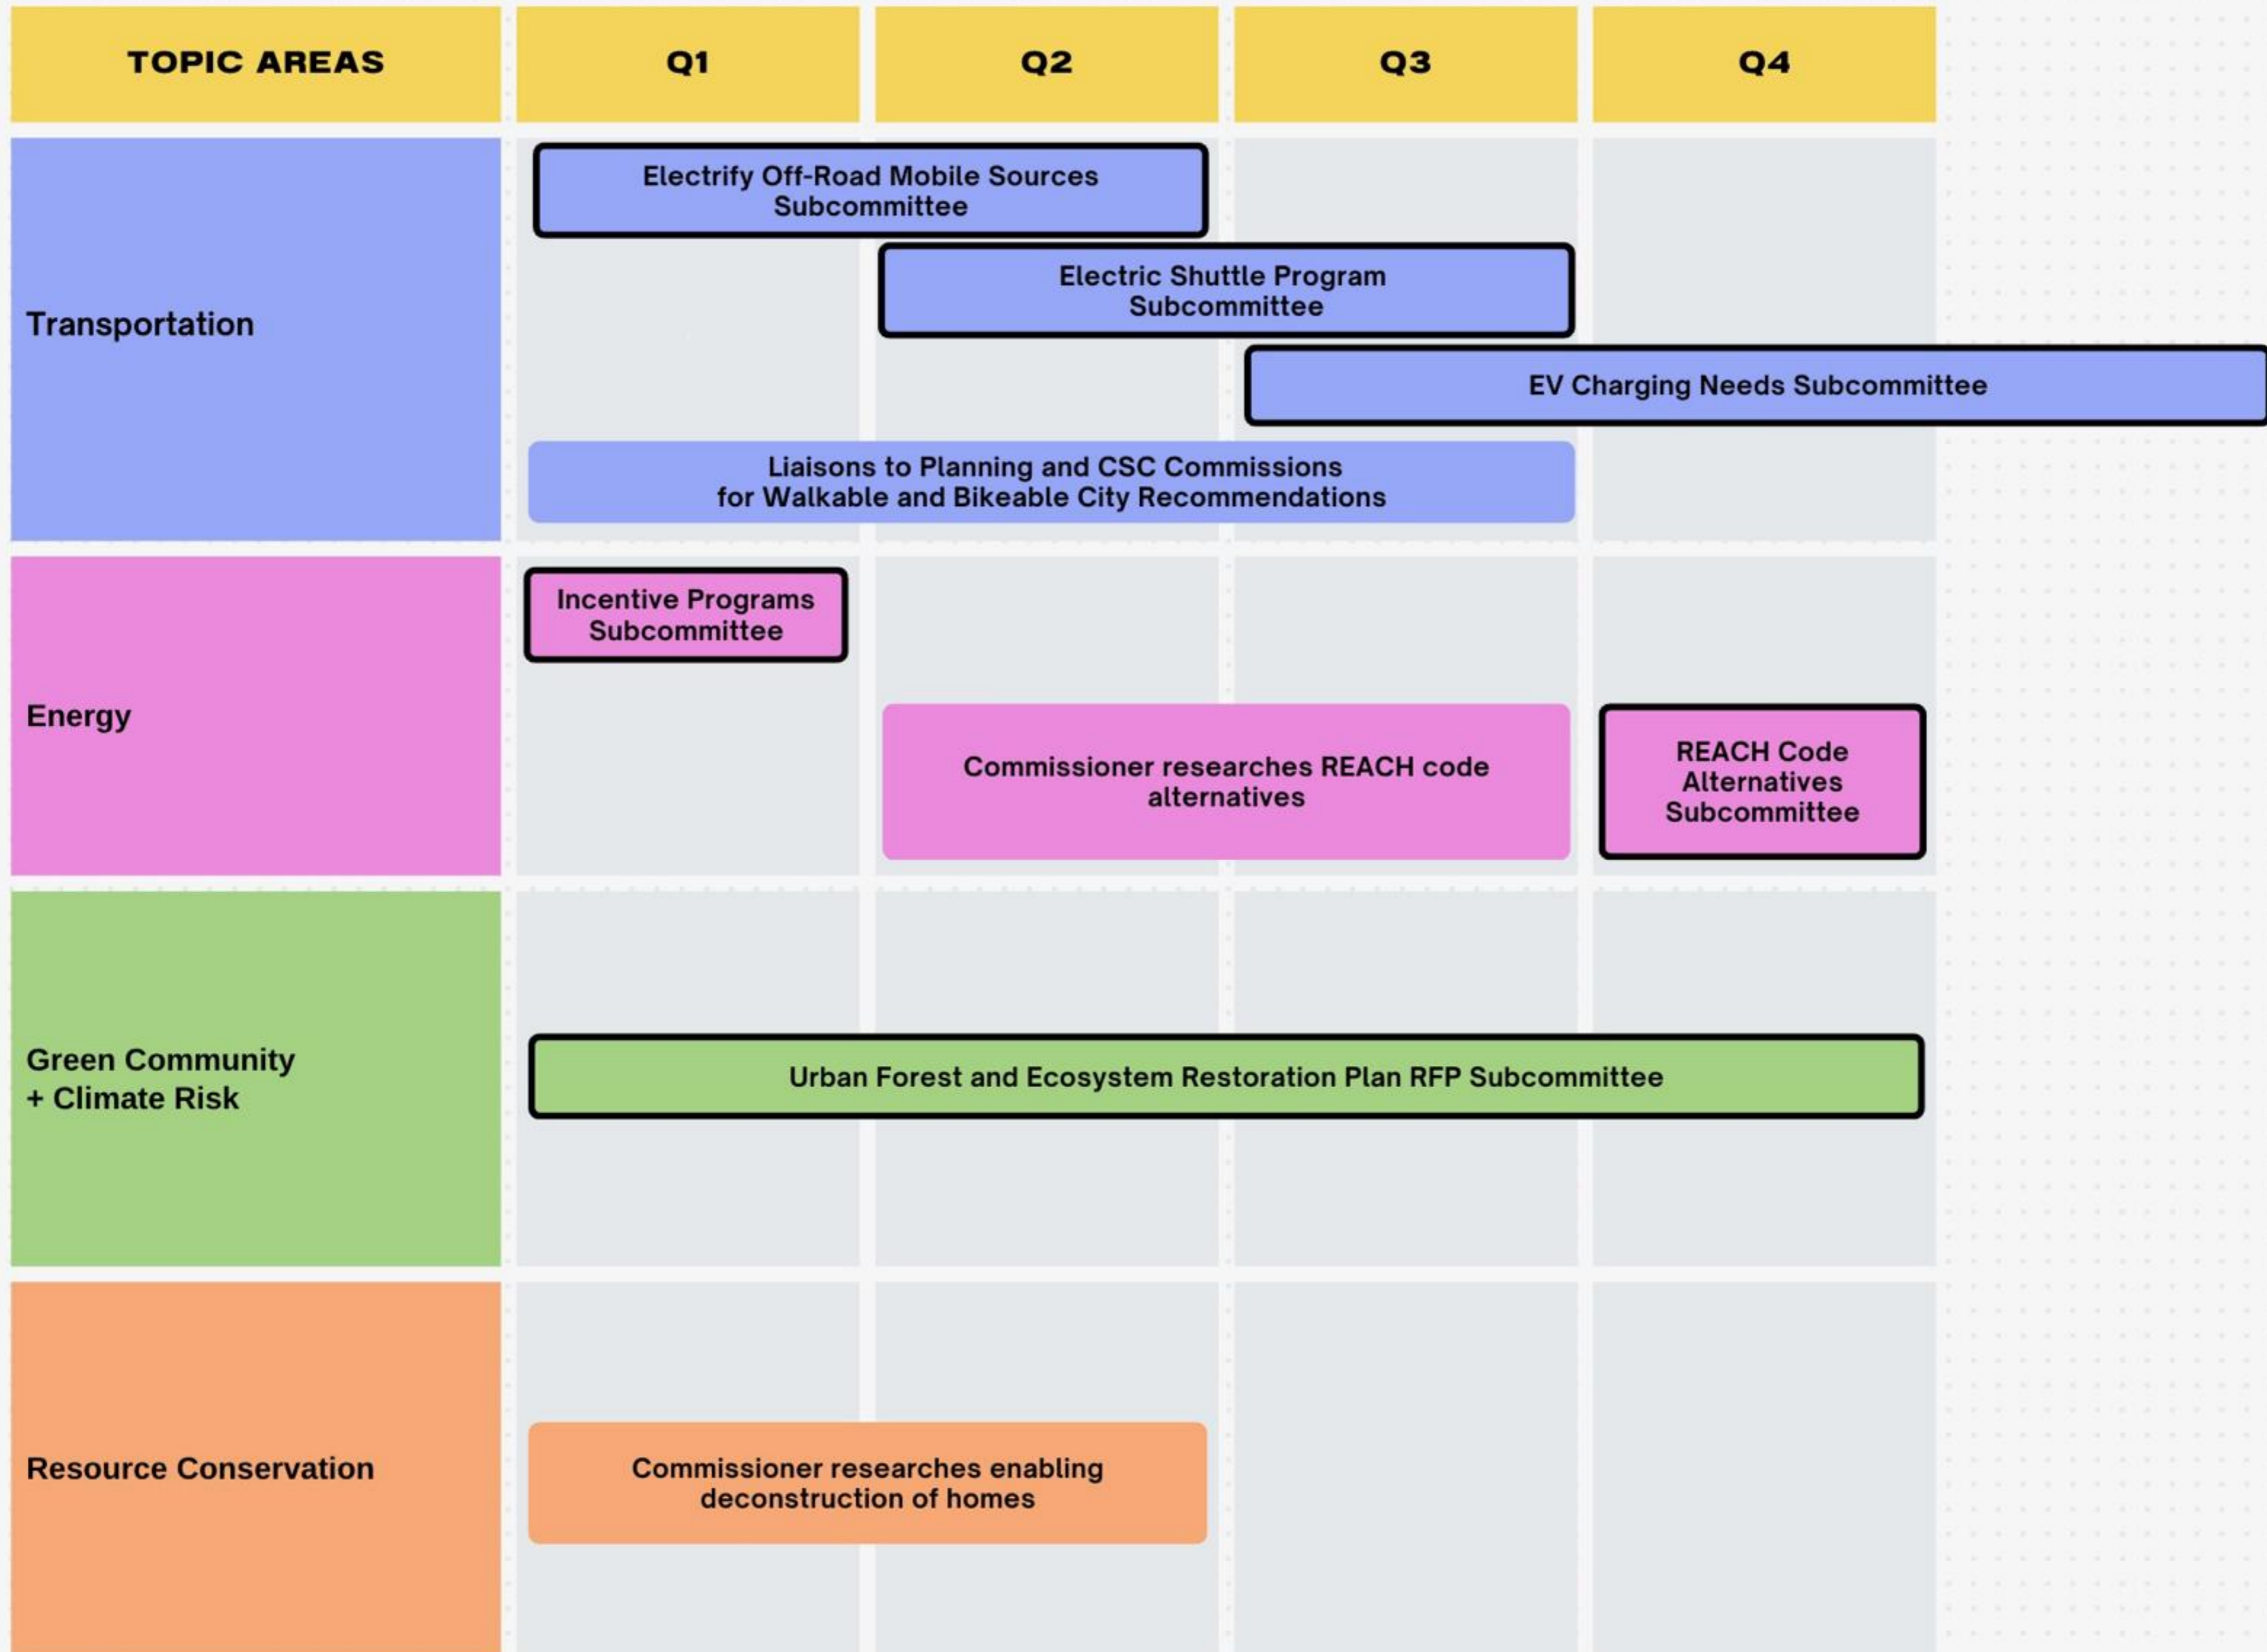 TOPIC AREAS
Q1
Q2
Q3
Q4
Transportation
Electrify Off-Road Mobile Sources
Subcommittee
Electric Shuttle Program
Subcommittee
EV Charging Needs Subcommittee
Liaisons to Planning and CSC Commissions
for Walkable and Bikeable City Recommendations
Energy
Incentive Programs
Subcommittee
Commissioner researches REACH code
alternatives
REACH Code
Alternatives
Subcommittee
Green Community
+ Climate Risk
Urban Forest and Ecosystem Restoration Plan RFP Subcommittee
Resource Conservation
Commissioner researches enabling
deconstruction of homes